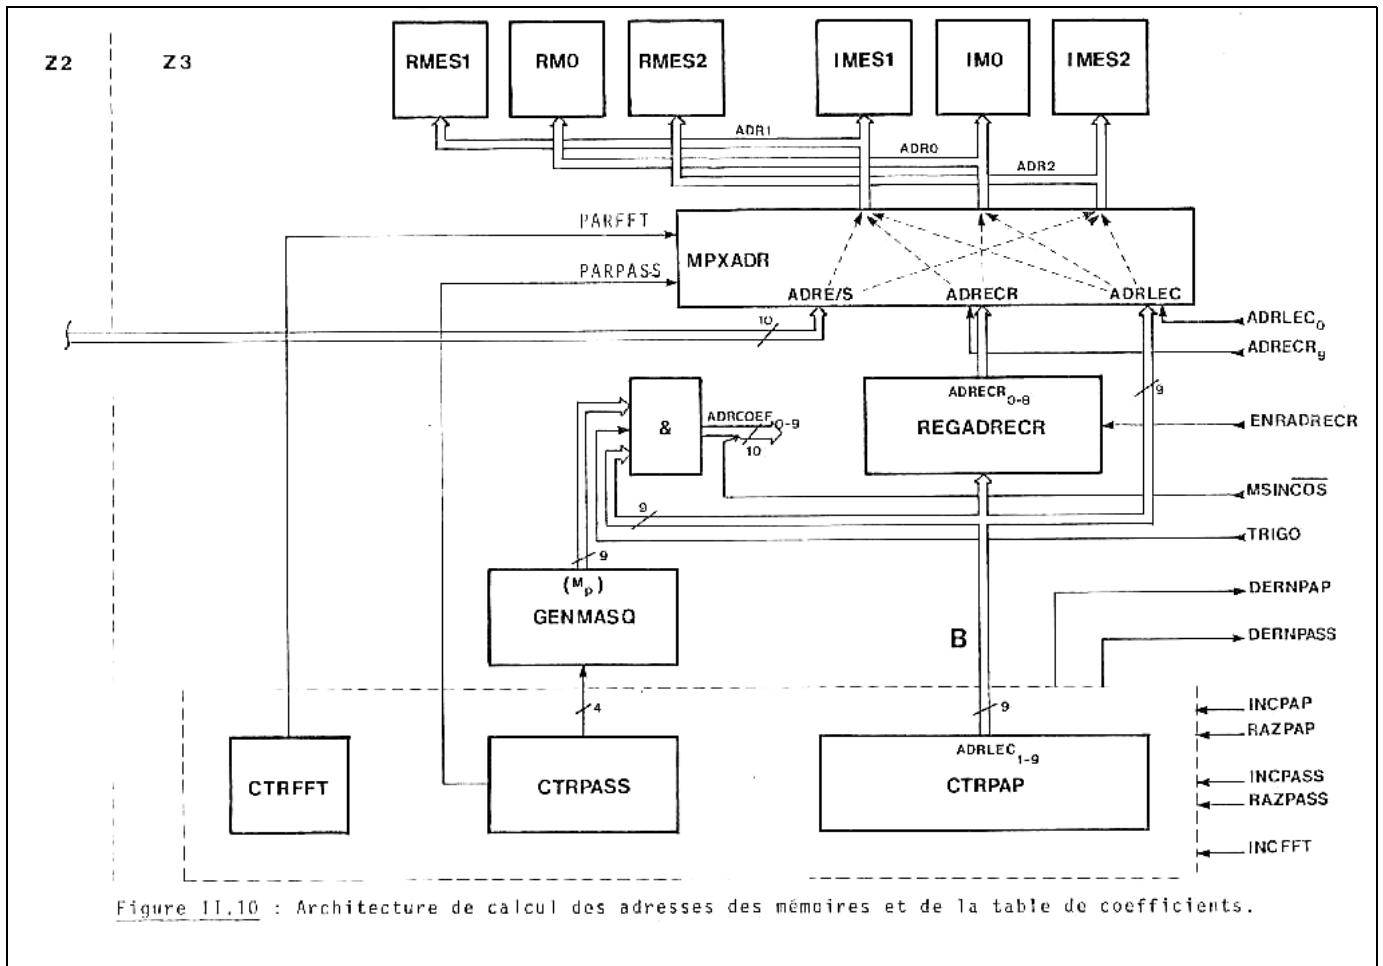 Z2 Z3
RMES1 RM0 RMES2 IMES1 IM0 IMES2
ADR1
ADR0
ADR2
PARFFT
MPXADR
PARPASS
ADRE/S ADRECR ADRLEC
10
ADRLEC0
ADRECR9
9
ADRECR0-8
ADRCOEF0-9
&
10
REGADRECR
ENRADRECR
MSINCOS
9
TRIGO
9
(Mp)
GENMASQ
DERNPAP
B
DERNPASS
4
9
INCPAP
RAZPAP
ADRLEC1-9
CTRFFT CTRPASS CTRPAP
INCPASS
RAZPASS
INCFFT
Figure II.10 : Architecture de calcul des adresses des mémoires et de la table de coefficients.